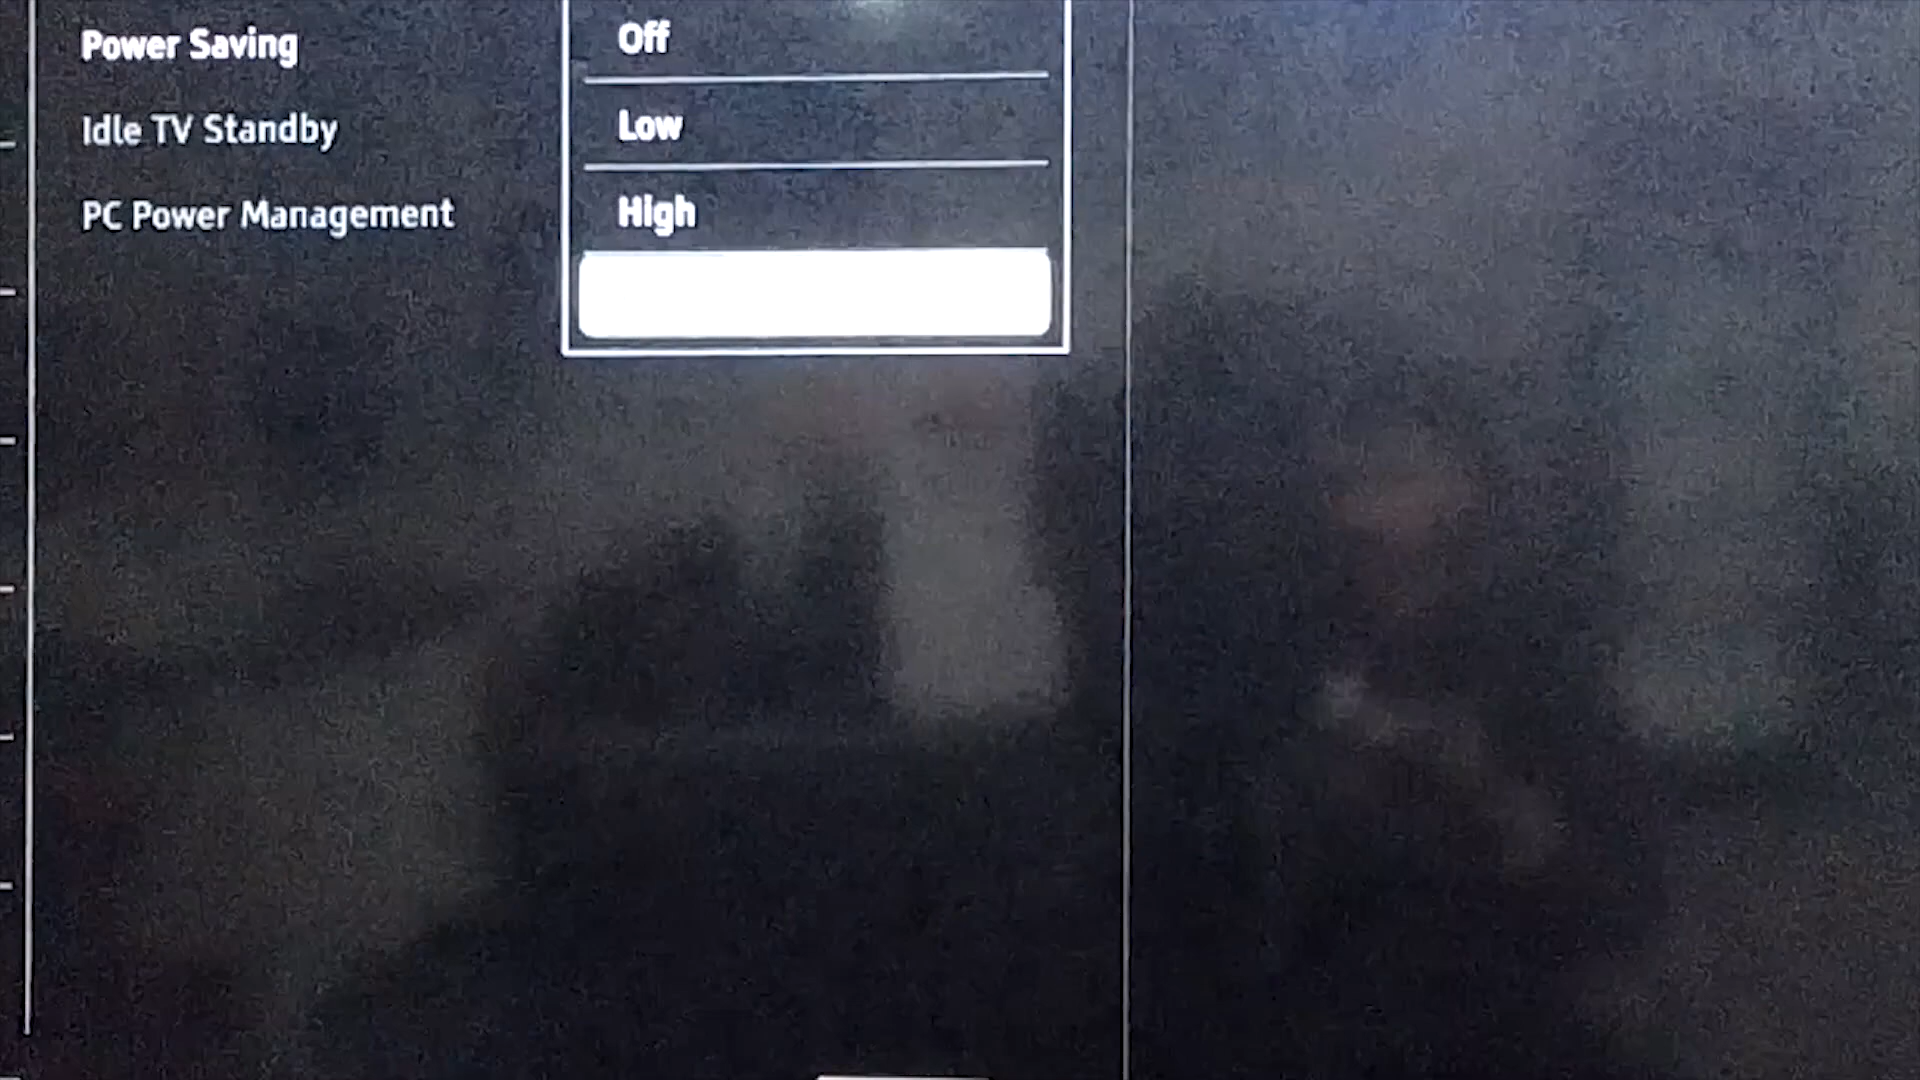 Power Saving
Off
Idle TV Standby
Low
PC Power Management
High